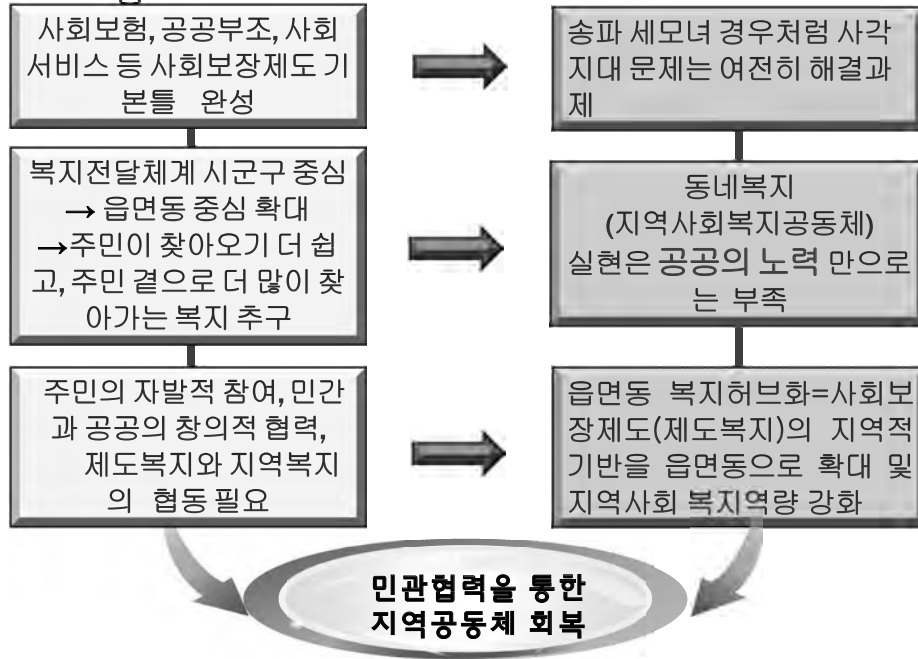 사회보험, 공공부조, 사회
서비스 등 사회보장제도 기
본틀 완성
송파 세모녀 경우처럼 사각
지대 문제는 여전히 해결과
제
복지전달체계 시군구 중심
→ 읍면동 중심 확대
→주민이 찾아오기 더 쉽
고, 주민 곁으로 더 많이 찾
아가는 복지 추구
동네복지
(지역사회복지공동체)
실현은 공공의 노력 만으로
는 부족
주민의 자발적 참여, 민간
과 공공의 창의적 협력,
제도복지와 지역복지
의 협동 필요
읍면동 복지허브화=사회보
장제도(제도복지)의 지역적
기반을 읍면동으로 확대 및
지역사회 복지역량 강화
민관협력을 통한
지역공동체 회복